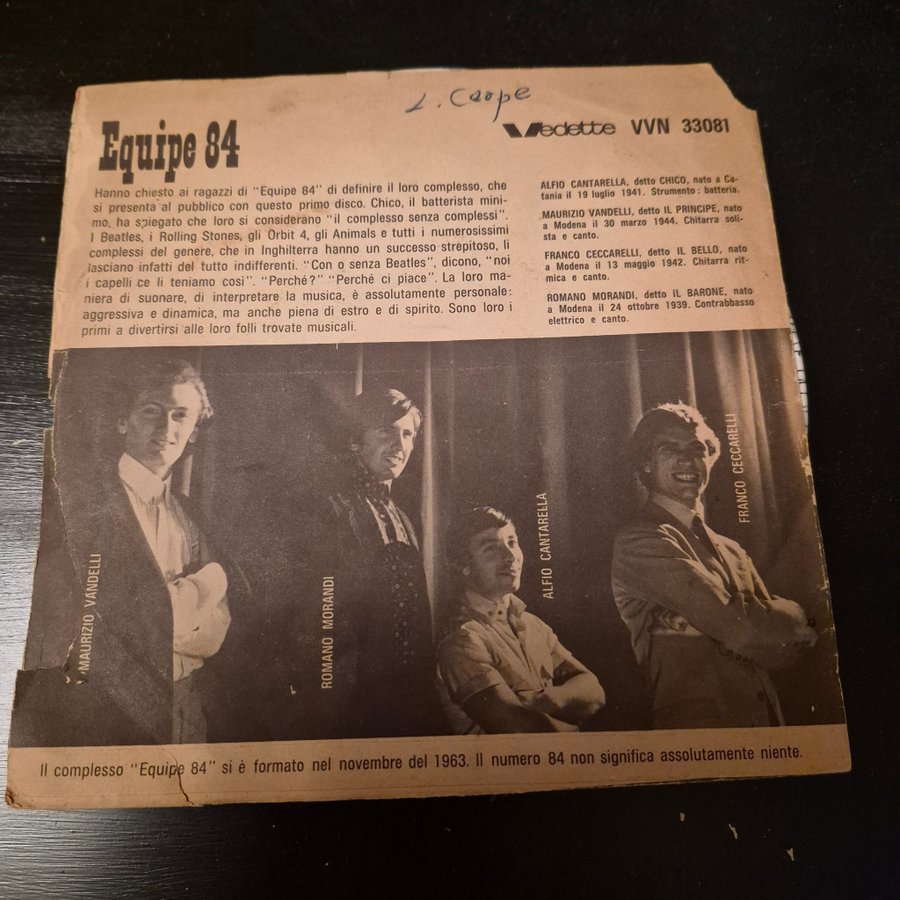 L. Caope
Equipe 84
Vedette VVN 33081
Hanno chiesto ai ragazzi di "Equipe 84" di definire il loro complesso, che
si presenta al pubblico con questo primo disco. Chico, il batterista mini-
mo, ha spiegato che loro si considerano "il complesso senza complessi".
I Beatles, i Rolling Stones, gli Orbit 4, gli Animals e tutti i numerosissimi
complessi del genere, che in Inghilterra hanno un successo strepitoso, li
lasciano infatti del tutto indifferenti. "Con o senza Beatles", dicono, "noi
i capelli ce li teniamo così". "Perché?" "Perché ci piace". La loro ma-
niera di suonare, di interpretare la musica, è assolutamente personale:
aggressiva e dinamica, ma anche piena di estro e di spirito. Sono loro i
primi a divertirsi alle loro folli trovate musicali.
ALFIO CANTARELLA, detto CHICO, nato a Ca-
tania il 19 luglio 1941. Strumento: batteria.
MAURIZIO VANDELLI, detto IL PRINCIPE, nato
a Modena il 30 marzo 1944. Chitarra soli-
sta e canto.
FRANCO CECCARELLI, detto IL BELLO, nato
a Modena il 13 maggio 1942. Chitarra rit-
mica e canto.
ROMANO MORANDI, detto IL BARONE, nato
a Modena il 24 ottobre 1939. Contrabbasso
elettrico e canto.
MAURIZIO VANDELLI
ROMANO MORANDI
ALFIO CANTARELLA
FRANCO CECCARELLI
Il complesso "Equipe 84" si è formato nel novembre del 1963. Il numero 84 non significa assolutamente niente.